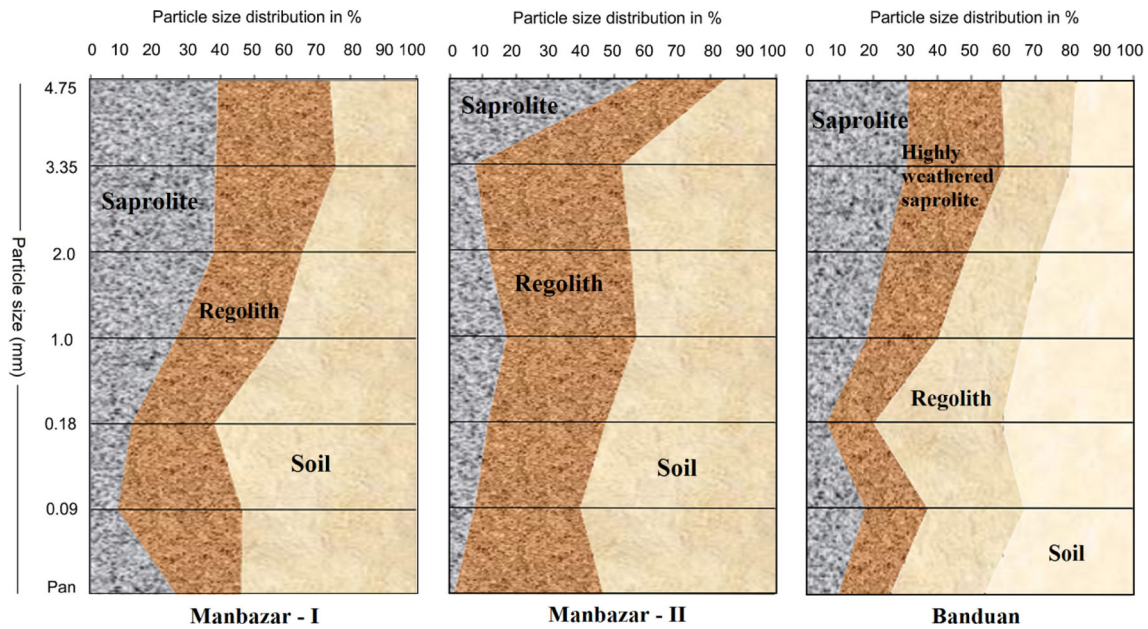 Particle size distribution in % Particle size distribution in % Particle size distribution in %
0 10 20 30 40 50 60 70 80 90 100 0 10 20 30 40 50 60 70 80 90 100 0 10 20 30 40 50 60 70 80 90 100
4.75
Saprolite Saprolite
3.35 Highly
weathered
saprolite
Saprolite
2.0
Particle size (mm)
Regolith Regolith
1.0
Regolith
0.18
Soil Soil
0.09
Soil
Pan
Manbazar - I Manbazar - II Banduan